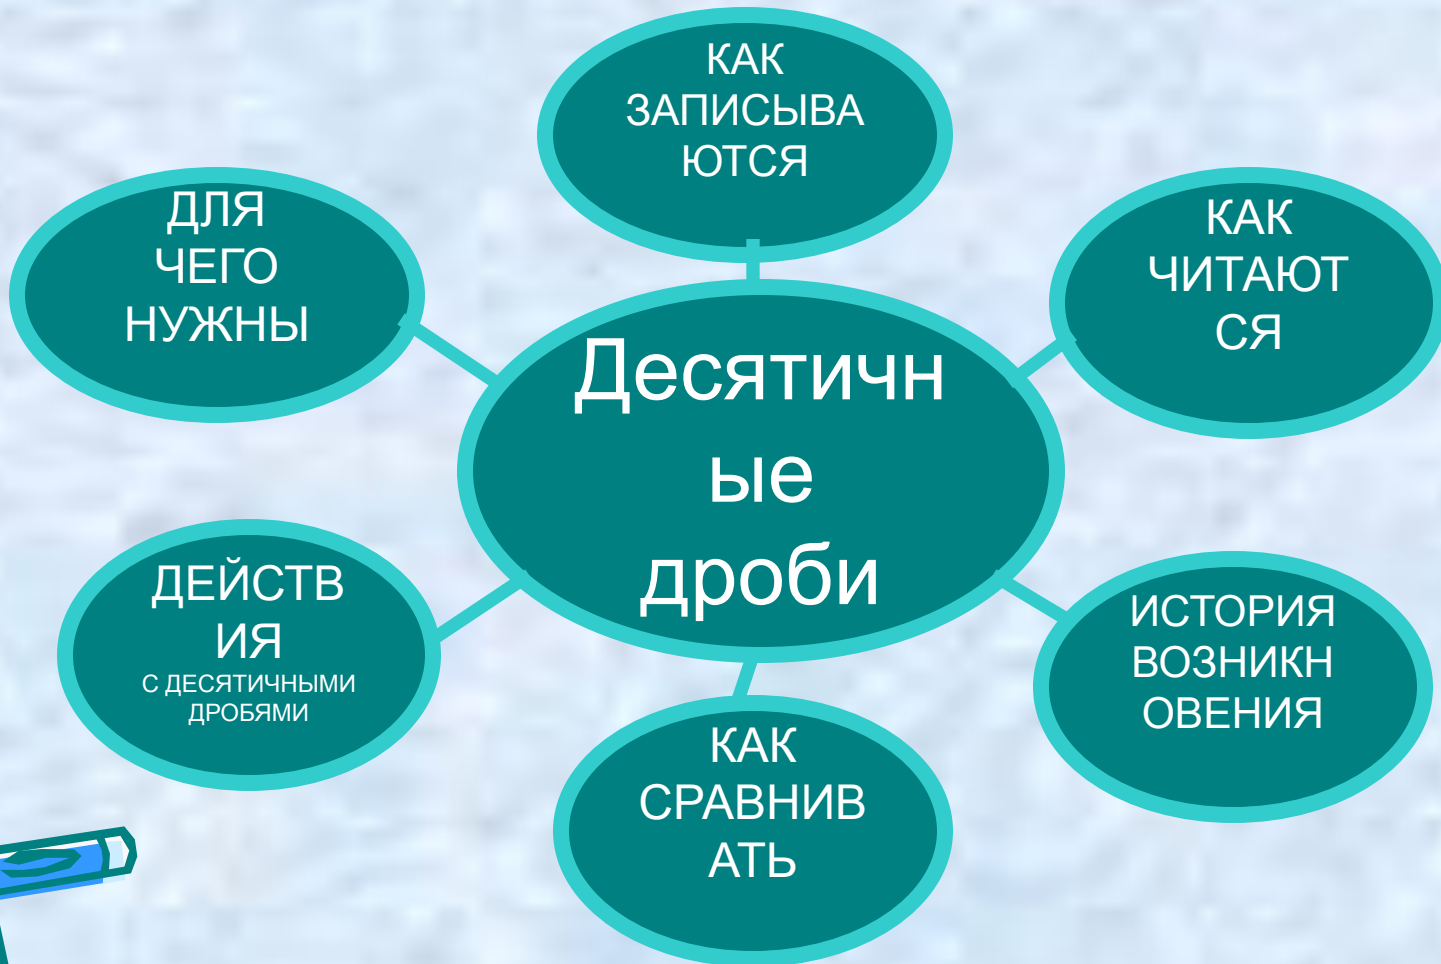 КАК
ЗАПИСЫВА
ЮТСЯ
ДЛЯ
ЧЕГО
НУЖНЫ
КАК
ЧИТАЮТ
СЯ
Десятичн
ые
дроби
ДЕЙСТВ
ИЯ
С ДЕСЯТИЧНЫМИ
ДРОБЯМИ
ИСТОРИЯ
ВОЗНИКН
ОВЕНИЯ
КАК
СРАВНИВ
АТЬ